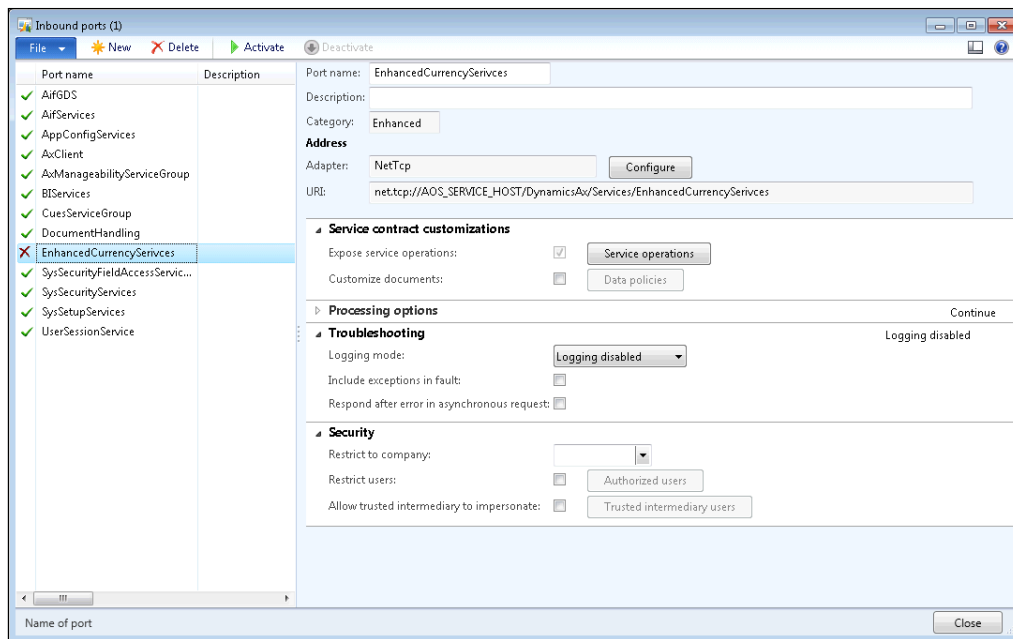 Inbound ports (1)
File New Delete Activate Deactivate
Port name Description
AifGDS
AifServices
AppConfigServices
AxClient
AxManageabilityServiceGroup
BIServices
CuesServiceGroup
DocumentHandling
EnhancedCurrencySerivces
SysSecurityFieldAccessServic...
SysSecurityServices
SysSetupServices
UserSessionService
Port name: EnhancedCurrencySerivces
Description:
Category: Enhanced
Address
Adapter: NetTcp Configure
URI: net.tcp://AOS_SERVICE_HOST/DynamicsAx/Services/EnhancedCurrencySerivces
Service contract customizations
Expose service operations: Service operations
Customize documents: Data policies
Processing options Continue
Troubleshooting Logging disabled
Logging mode: Logging disabled
Include exceptions in fault:
Respond after error in asynchronous request:
Security
Restrict to company:
Restrict users: Authorized users
Allow trusted intermediary to impersonate: Trusted intermediary users
Name of port Close